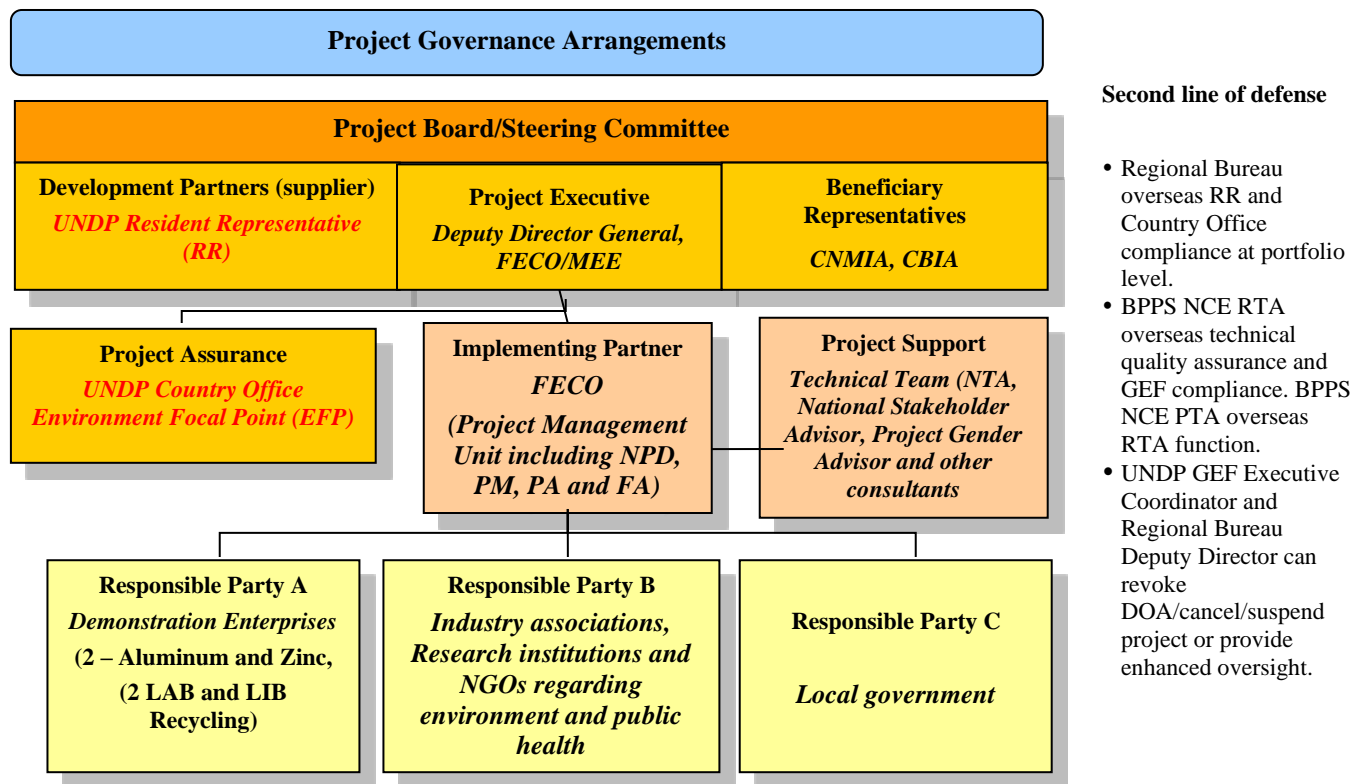 Project Governance Arrangements
Project Board/Steering Committee
Development Partners (supplier)
UNDP Resident Representative
(RR)
Project Executive
Deputy Director General,
FECO/MEE
Beneficiary
Representatives
CNMIA, CBIA
Project Assurance
UNDP Country Office
Environment Focal Point (EFP)
Implementing Partner
FECO
(Project Management
Unit including NPD,
PM, PA and FA)
Project Support
Technical Team (NTA,
National Stakeholder
Advisor, Project Gender
Advisor and other
consultants
Responsible Party A
Demonstration Enterprises
(2 – Aluminum and Zinc,
(2 LAB and LIB
Recycling)
Responsible Party B
Industry associations,
Research institutions and
NGOs regarding
environment and public
health
Responsible Party C
Local government
Second line of defense
• Regional Bureau
overseas RR and
Country Office
compliance at portfolio
level.
• BPPS NCE RTA
overseas technical
quality assurance and
GEF compliance. BPPS
NCE PTA overseas
RTA function.
• UNDP GEF Executive
Coordinator and
Regional Bureau
Deputy Director can
revoke
DOA/cancel/suspend
project or provide
enhanced oversight.